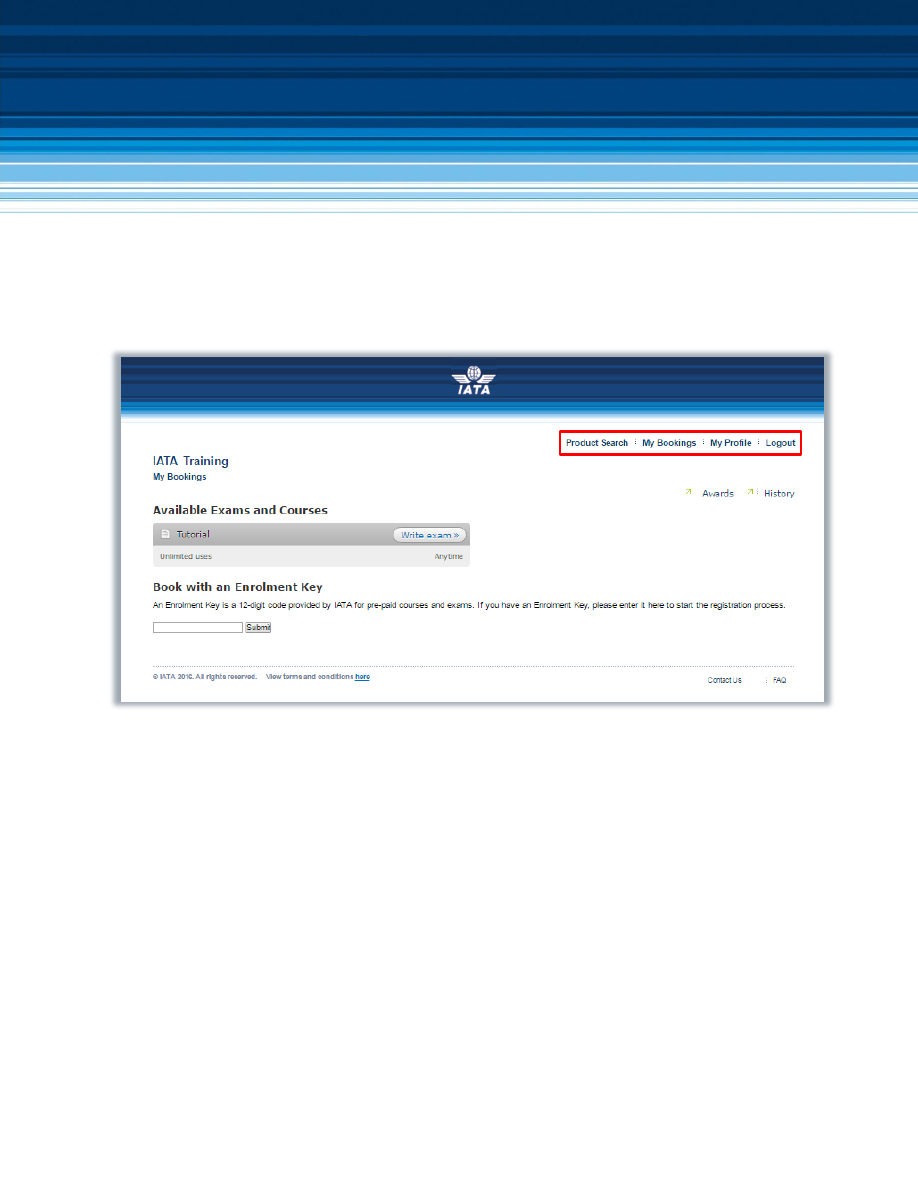 IATA
Product Search ⋮ My Bookings ⋮ My Profile ⋮ Logout
IATA Training
My Bookings
Awards ⋮ History
Available Exams and Courses
Tutorial Write exam »
Unlimited uses Anytime
Book with an Enrolment Key
An Enrolment Key is a 12-digit code provided by IATA for pre-paid courses and exams. If you have an Enrolment Key, please enter it here to start the registration process.
Submit
© IATA 2016. All rights reserved. View terms and conditions here
Contact Us ⋮ FAQ